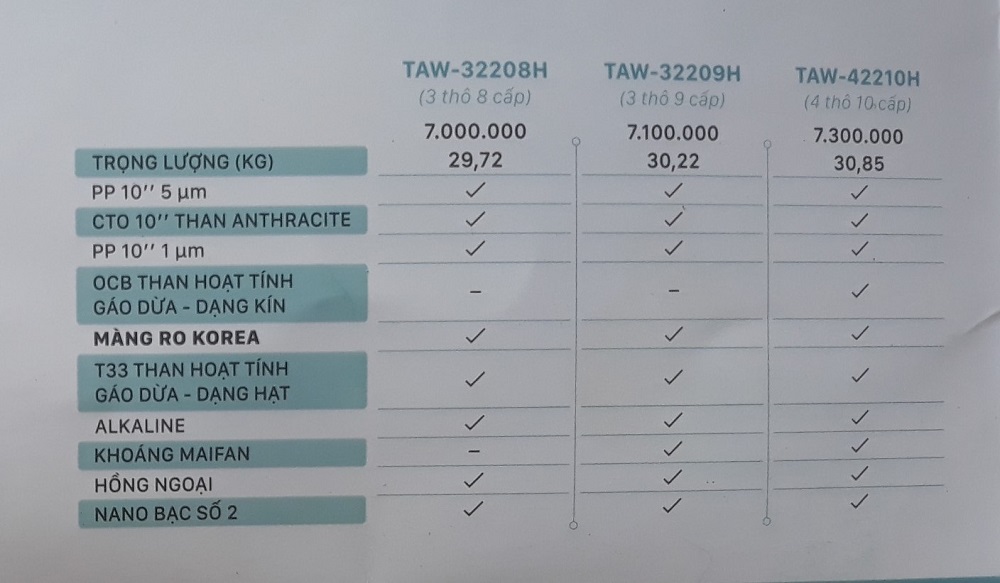 TAW-32208H TAW-32209H TAW-42210H
(3 thô 8 cấp) (3 thô 9 cấp) (4 thô 10 cấp)
7.000.000 7.100.000 7.300.000
TRỌNG LƯỢNG (KG) 29,72 30,22 30,85
PP 10'' 5 µm ✓ ✓ ✓
CTO 10'' THAN ANTHRACITE ✓ ✓ ✓
PP 10'' 1 µm ✓ ✓ ✓
OCB THAN HOẠT TÍNH
GÁO DỪA - DẠNG KÍN – – ✓
MÀNG RO KOREA ✓ ✓ ✓
T33 THAN HOẠT TÍNH
GÁO DỪA - DẠNG HẠT ✓ ✓ ✓
ALKALINE ✓ ✓ ✓
KHOÁNG MAIFAN – ✓ ✓
HỒNG NGOẠI ✓ ✓ ✓
NANO BẠC SỐ 2 ✓ ✓ ✓